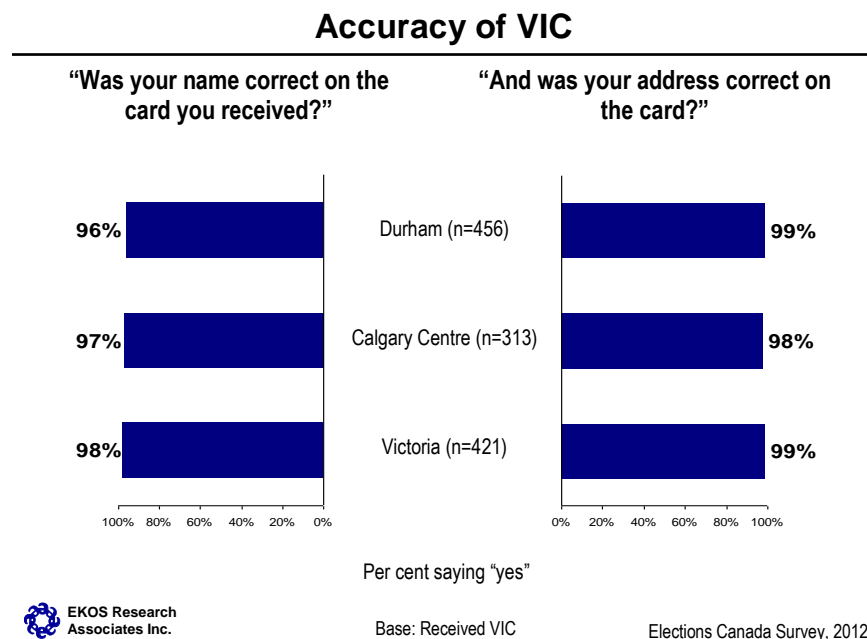 Accuracy of VIC
“Was your name correct on the
card you received?”
“And was your address correct on
the card?”
96%
Durham (n=456)
99%
97%
Calgary Centre (n=313)
98%
98%
Victoria (n=421)
99%
100% 80% 60% 40% 20% 0%
0% 20% 40% 60% 80% 100%
Per cent saying “yes”
EKOS Research
Associates Inc.
Base: Received VIC
Elections Canada Survey, 2012